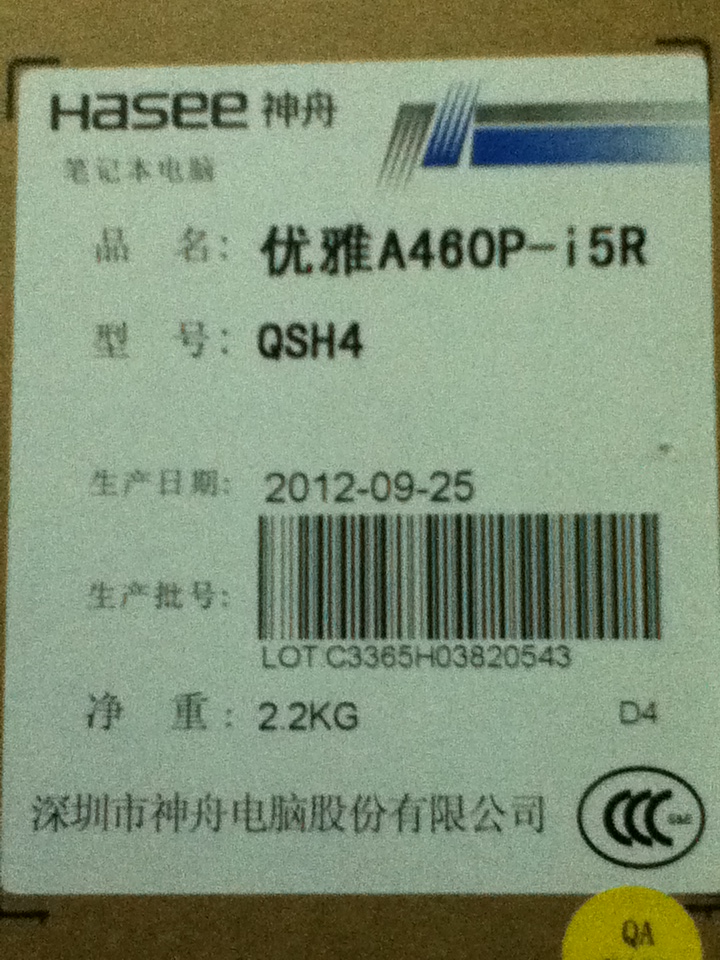 Hasee 神舟
笔记本电脑
品 名: 优雅A460P-i5R
型 号: QSH4
生产日期: 2012-09-25
生产批号:
LOT C3365H03820543
净 重: 2.2KG D4
深圳市神舟电脑股份有限公司
CCC S&E
QA